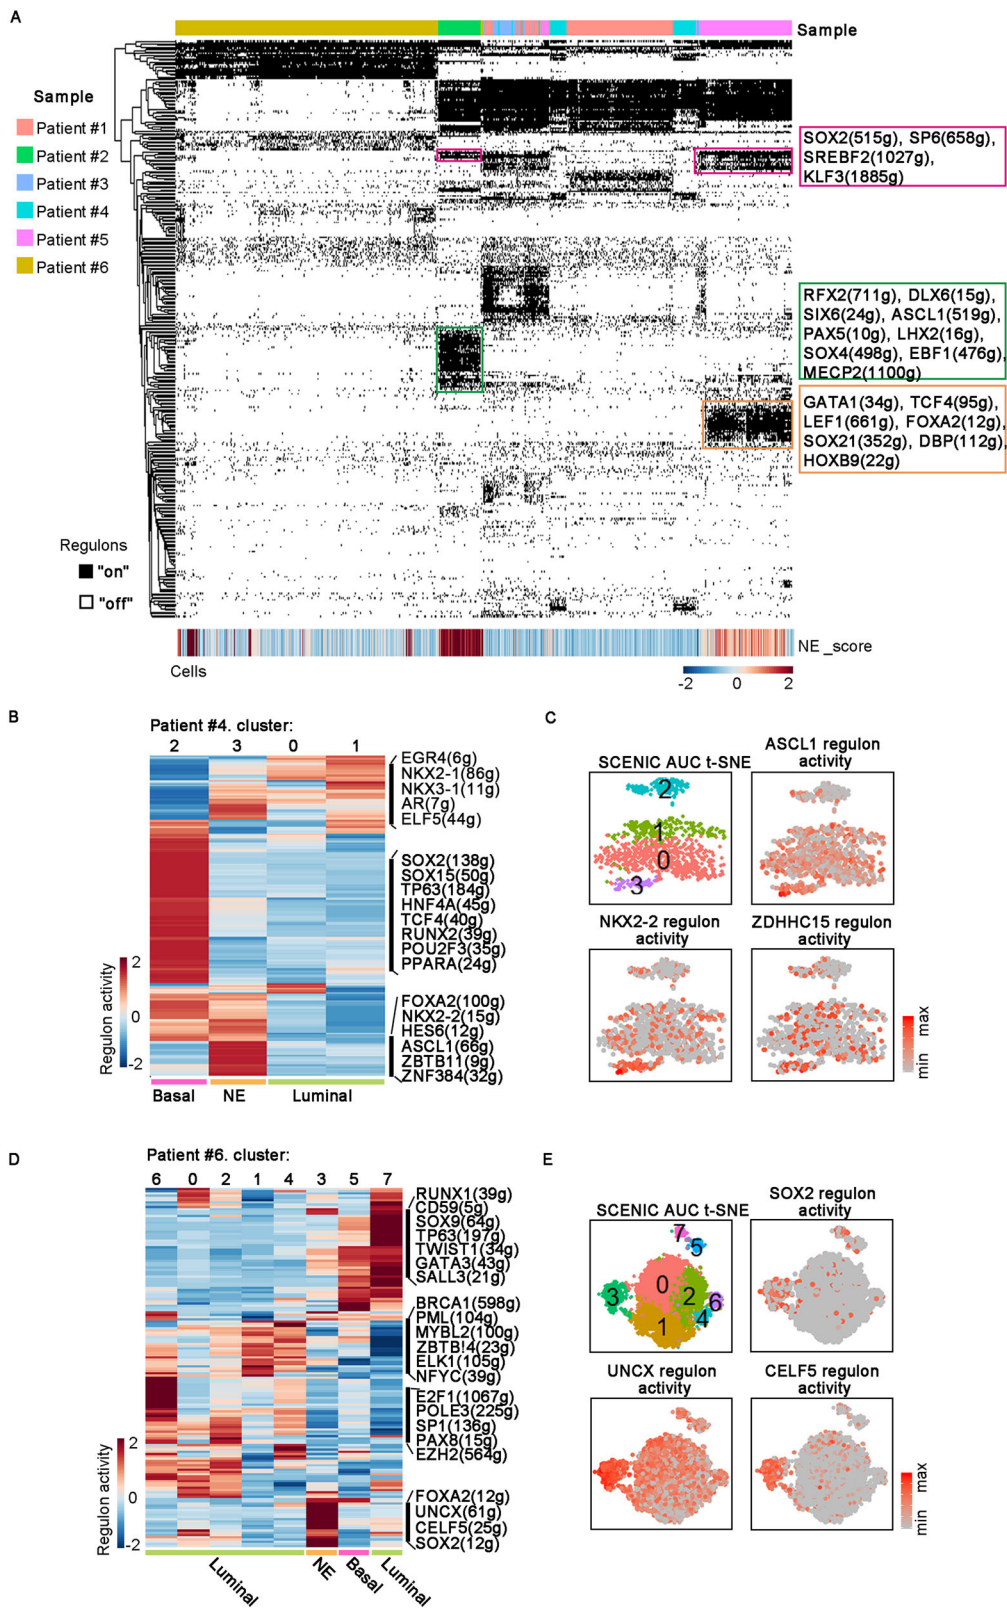 A
Sample
Sample
Patient #1
Patient #2
Patient #3
Patient #4
Patient #5
Patient #6
SOX2(515g), SP6(658g),
SREBF2(1027g),
KLF3(1885g)
RFX2(711g), DLX6(15g),
SIX6(24g), ASCL1(519g),
PAX5(10g), LHX2(16g),
SOX4(498g), EBF1(476g),
MECP2(1100g)
GATA1(34g), TCF4(95g),
LEF1(661g), FOXA2(12g),
SOX21(352g), DBP(112g),
HOXB9(22g)
Regulons
"on"
"off"
NE_score
Cells
-2 0 2
B
Patient #4. cluster:
2 3 0 1
EGR4(6g)
NKX2-1(86g)
NKX3-1(11g)
AR(7g)
ELF5(44g)
SOX2(138g)
SOX15(50g)
TP63(184g)
HNF4A(45g)
TCF4(40g)
RUNX2(39g)
POU2F3(35g)
PPARA(24g)
FOXA2(100g)
NKX2-2(15g)
HES6(12g)
ASCL1(66g)
ZBTB11(9g)
ZNF384(32g)
Regulon activity
2
0
-2
Basal NE Luminal
C
SCENIC AUC t-SNE
2
1
0
3
ASCL1 regulon
activity
NKX2-2 regulon
activity
ZDHHC15 regulon
activity
min max
D
Patient #6. cluster:
6 0 2 1 4 3 5 7
RUNX1(39g)
CD59(5g)
SOX9(64g)
TP63(197g)
TWIST1(34g)
GATA3(43g)
SALL3(21g)
BRCA1(598g)
PML(104g)
MYBL2(100g)
ZBTB!4(23g)
ELK1(105g)
NFYC(39g)
E2F1(1067g)
POLE3(225g)
SP1(136g)
PAX8(15g)
EZH2(564g)
FOXA2(12g)
UNCX(61g)
CELF5(25g)
SOX2(12g)
Regulon activity
2
0
-2
Luminal NE Basal Luminal
E
SCENIC AUC t-SNE
7
5
0
3
2
6
4
1
SOX2 regulon
activity
UNCX regulon
activity
CELF5 regulon
activity
min max